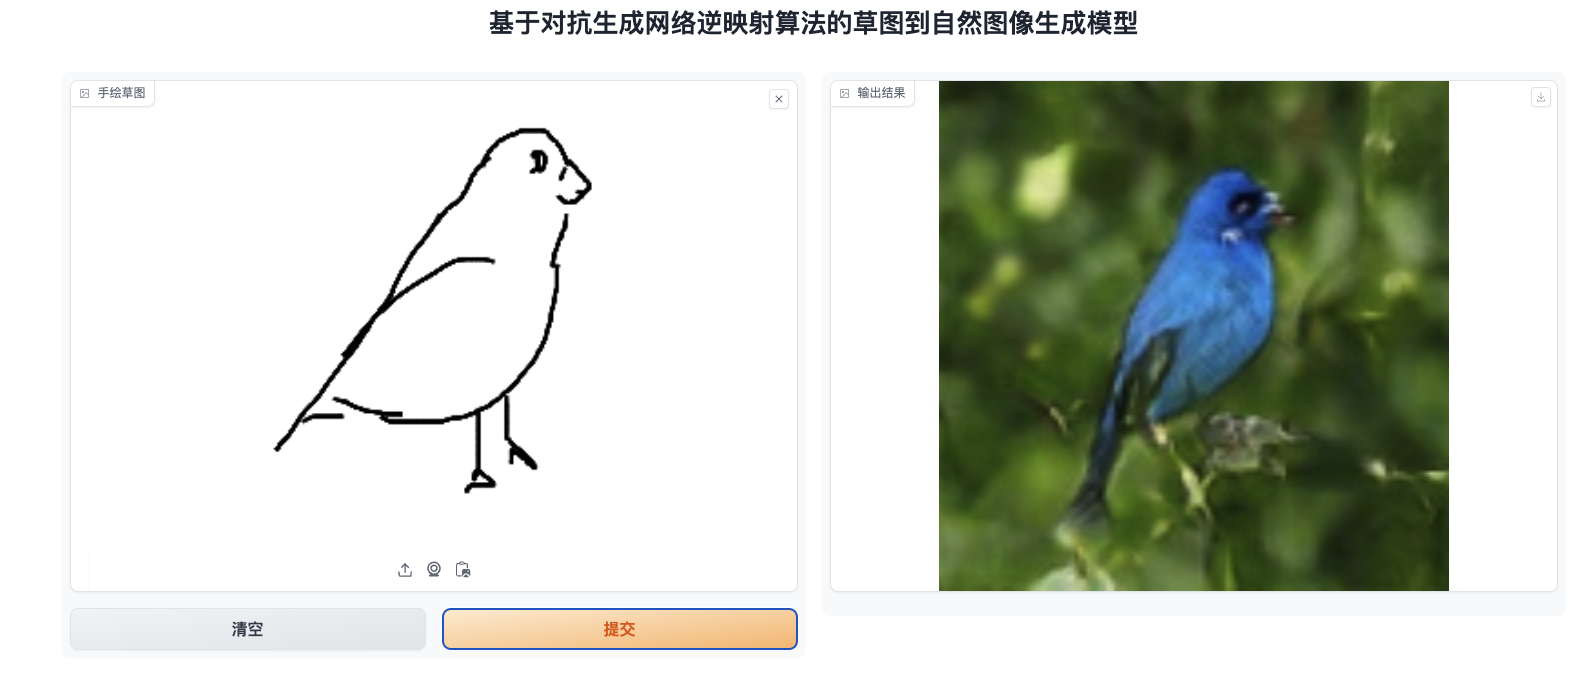 基于对抗生成网络逆映射算法的草图到自然图像生成模型
手绘草图
输出结果
清空
提交